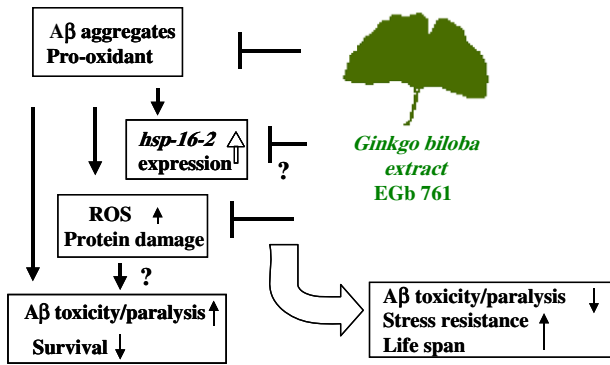 Aβ aggregates
Pro-oxidant
hsp-16-2
expression
?
Ginkgo biloba
extract
EGb 761
ROS
Protein damage
?
Aβ toxicity/paralysis
Survival
Aβ toxicity/paralysis
Stress resistance
Life span